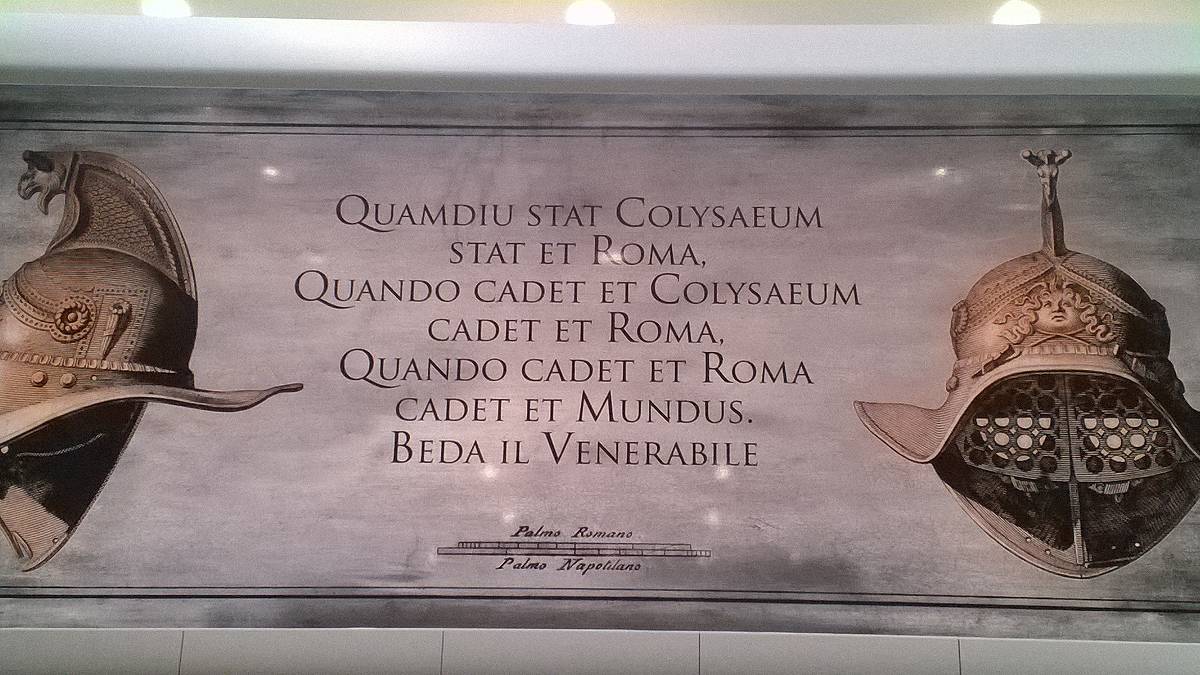 Quamdiu stat Colysaeum
stat et Roma,
Quando cadet et Colysaeum
cadet et Roma,
Quando cadet et Roma
cadet et Mundus.
Beda il Venerabile
Palmo Romano
Palmo Napolitano